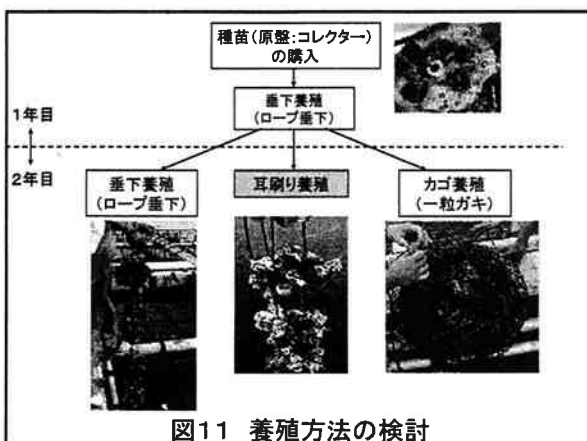 種苗(原盤:コレクター)
の購入
垂下養殖
(ロープ垂下)
1年目
2年目
垂下養殖
(ロープ垂下)
耳刷り養殖
カゴ養殖
(一粒ガキ)
図11 養殖方法の検討